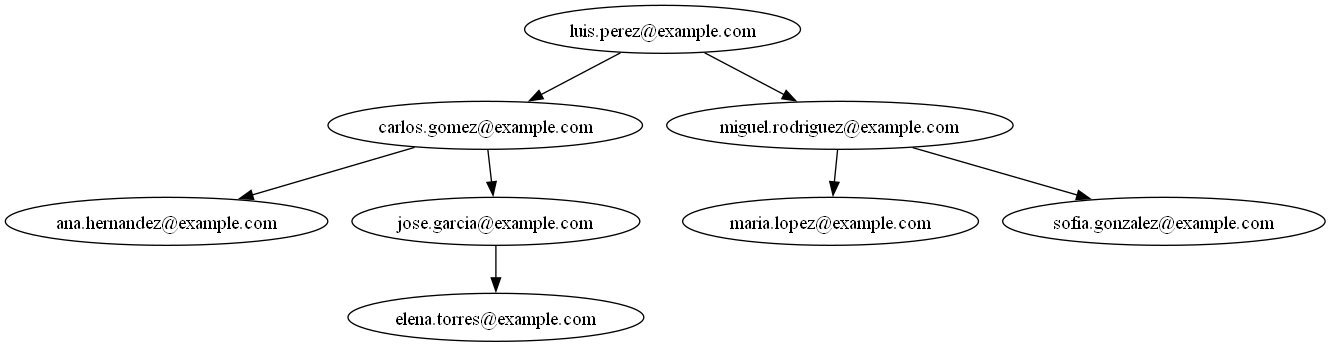 luis.perez@example.com
carlos.gomez@example.com
miguel.rodriguez@example.com
ana.hernandez@example.com
jose.garcia@example.com
maria.lopez@example.com
sofia.gonzalez@example.com
elena.torres@example.com